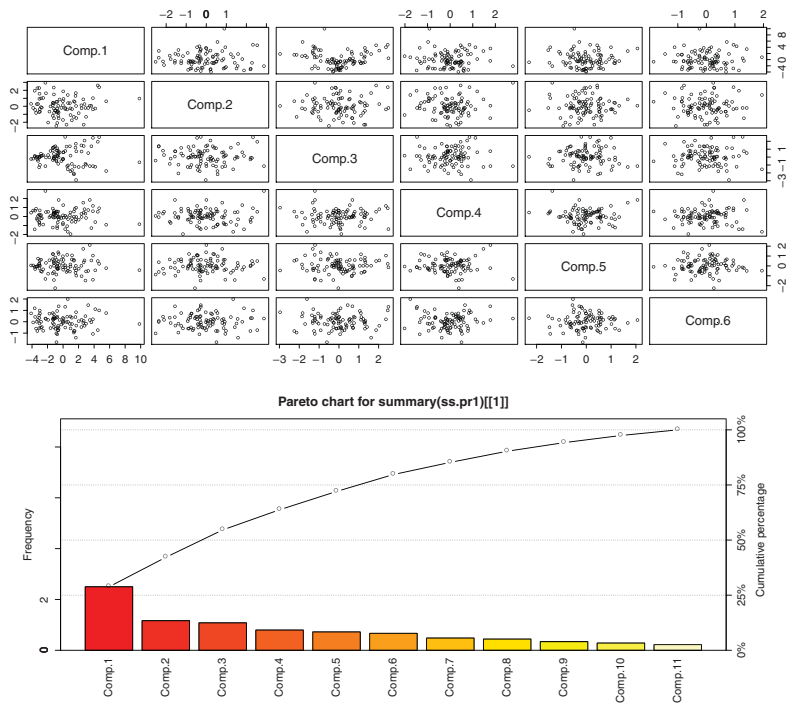 −2 −1 0 1 2
−2 −1 0 1 2
−1 0 1 2
Comp.1
−4 0 4 8
−2 0 1 2
Comp.2
Comp.3
−3 −1 1
−2 0 1 2
Comp.4
Comp.5
−2 0 1 2
−1 0 1 2
Comp.6
−4 −2 0 2 4 6 8 10
−3 −2 −1 0 1 2
−2 −1 0 1 2
Pareto chart for summary(ss.pr1)[[1]]
Frequency
0
2
0% 25% 50% 75% 100%
Cumulative percentage
Comp.1
Comp.2
Comp.3
Comp.4
Comp.5
Comp.6
Comp.7
Comp.8
Comp.9
Comp.10
Comp.11